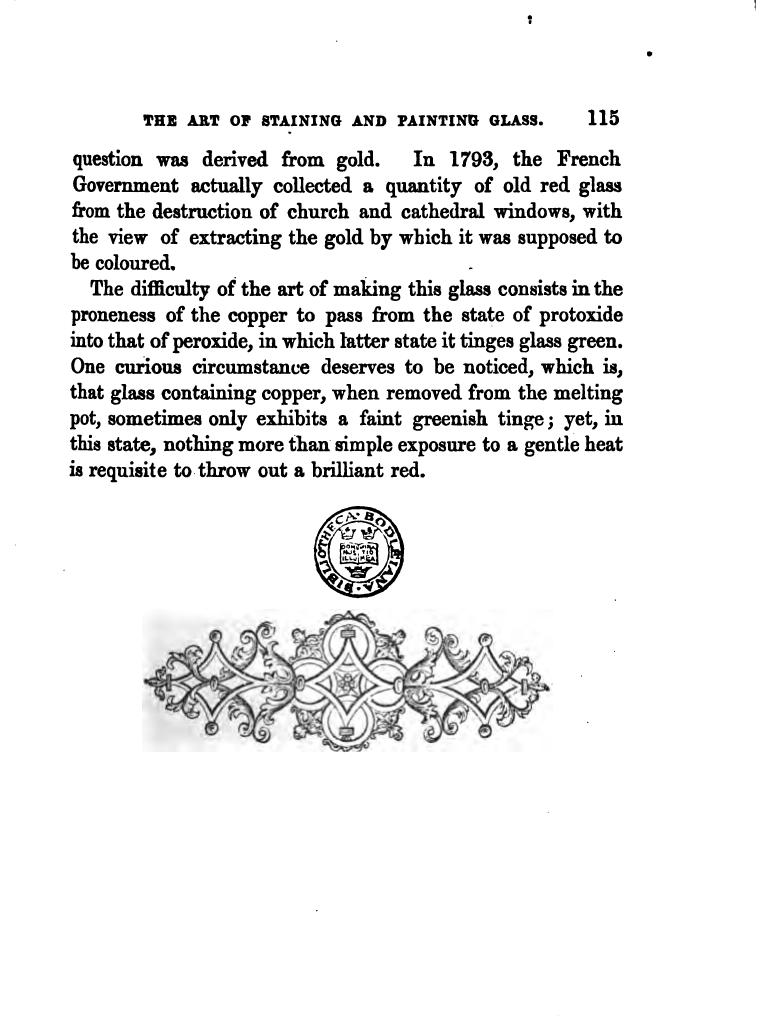 THE ART OF STAINING AND PAINTING GLASS. 115
question was derived from gold. In 1793, the French
Government actually collected a quantity of old red glass
from the destruction of church and cathedral windows, with
the view of extracting the gold by which it was supposed to
be coloured.
The difficulty of the art of making this glass consists in the
proneness of the copper to pass from the state of protoxide
into that of peroxide, in which latter state it tinges glass green.
One curious circumstance deserves to be noticed, which is,
that glass containing copper, when removed from the melting
pot, sometimes only exhibits a faint greenish tinge; yet, in
this state, nothing more than simple exposure to a gentle heat
is requisite to throw out a brilliant red.
BIBLIOTHECA BODLEIANA